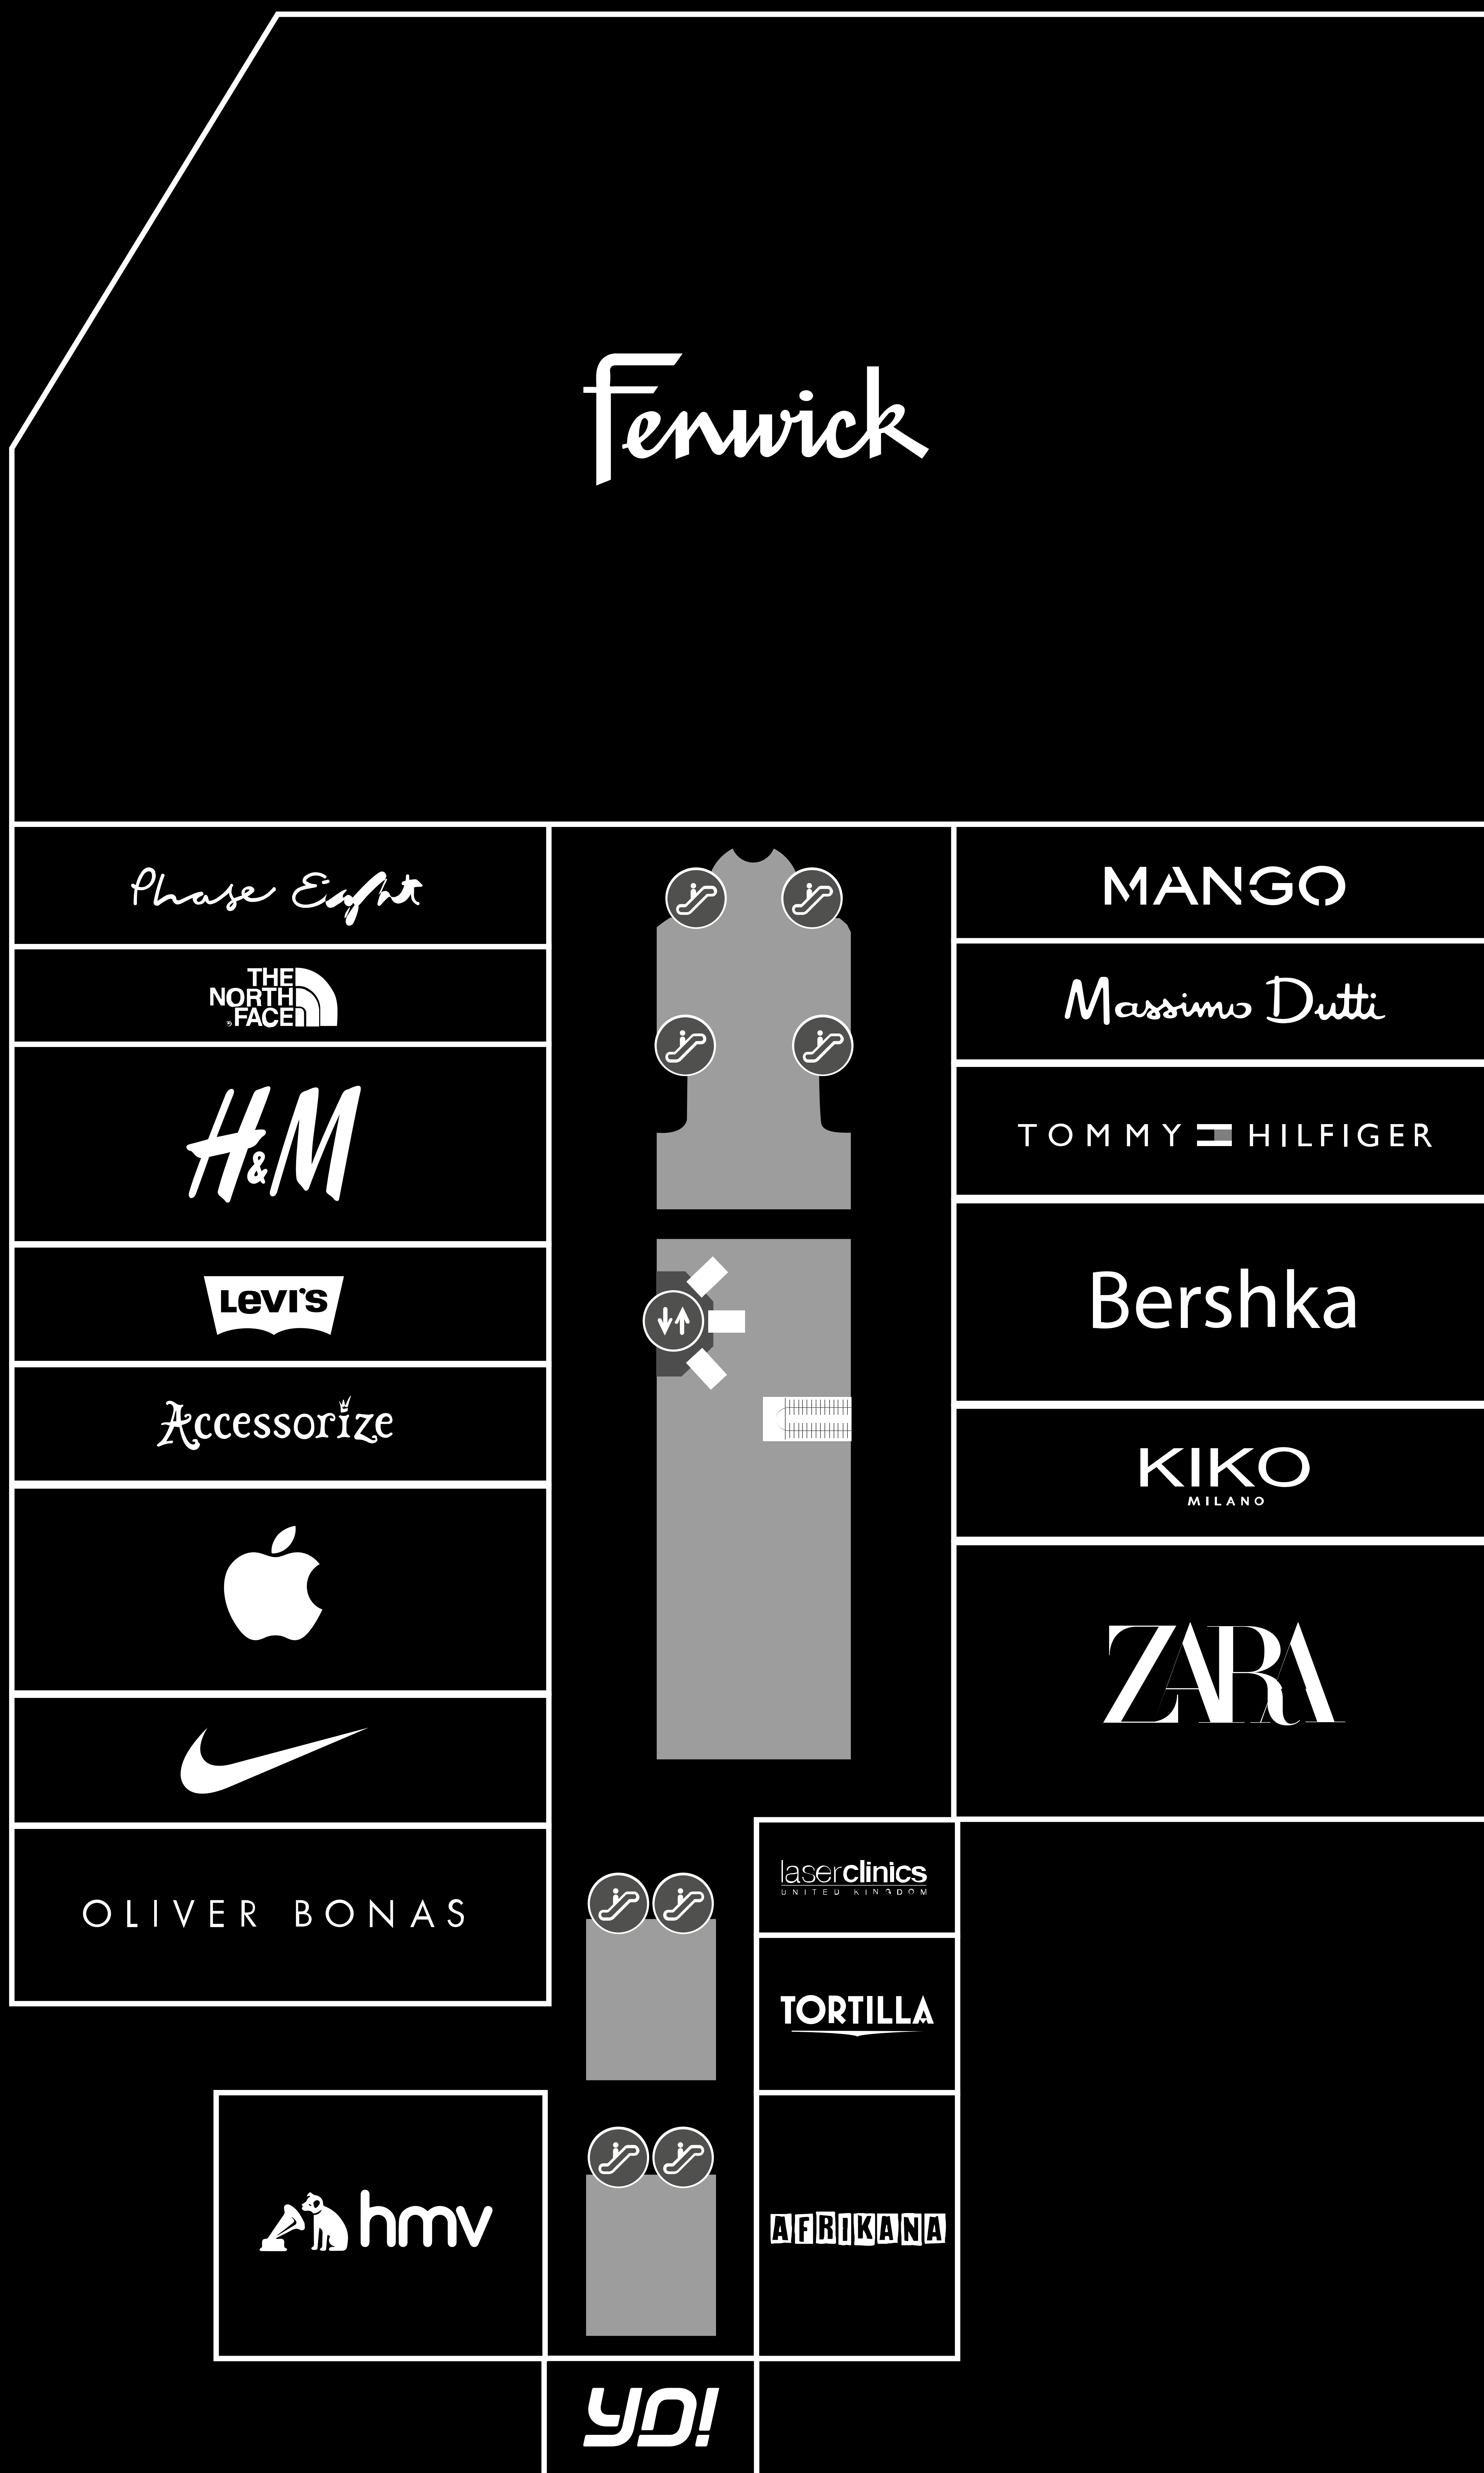 Fenwick
Phase Eight
MANGO
THE
NORTH
FACE
Massimo Dutti
H&M
TOMMY HILFIGER
LEVI'S
Bershka
Accessorize
KIKO
MILANO
ZARA
OLIVER BONAS
laserclinics
UNITED KINGDOM
TORTILLA
hmv
AFRIKANA
YO!